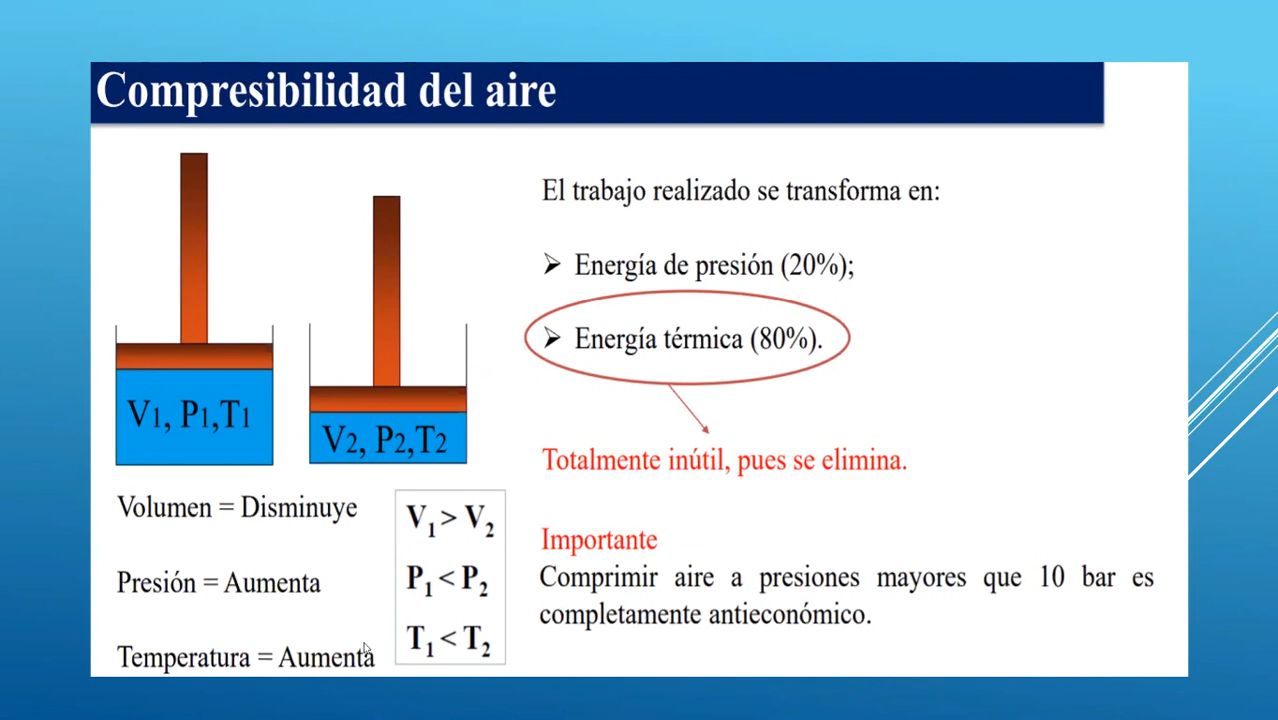 Compresibilidad del aire
V1, P1,T1
V2, P2,T2
Volumen = Disminuye
Presión = Aumenta
Temperatura = Aumenta
V1 > V2
P1 < P2
T1 < T2
El trabajo realizado se transforma en:
➢ Energía de presión (20%);
➢ Energía térmica (80%).
Totalmente inútil, pues se elimina.
Importante
Comprimir aire a presiones mayores que 10 bar es
completamente antieconómico.